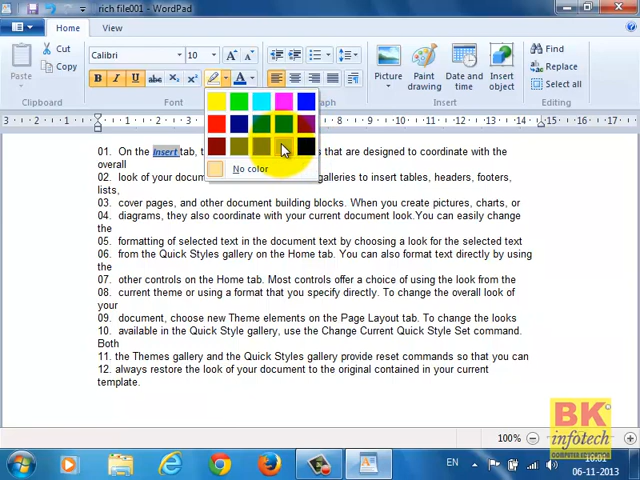 rich file001 - WordPad
Home View
Cut
Copy
Paste
Clipboard
Calibri 10
B I U abc X₂ X²
Font
Paragraph
Picture
Paint drawing
Date and time
Insert object
Insert
Find
Replace
Select all
Editing
No color
01. On the Insert tab, t s that are designed to coordinate with the
overall
02. look of your docum galleries to insert tables, headers, footers,
lists,
03. cover pages, and other document building blocks. When you create pictures, charts, or
04. diagrams, they also coordinate with your current document look.You can easily change
the
05. formatting of selected text in the document text by choosing a look for the selected text
06. from the Quick Styles gallery on the Home tab. You can also format text directly by using
the
07. other controls on the Home tab. Most controls offer a choice of using the look from the
08. current theme or using a format that you specify directly. To change the overall look of
your
09. document, choose new Theme elements on the Page Layout tab. To change the looks
10. available in the Quick Style gallery, use the Change Current Quick Style Set command.
Both
11. the Themes gallery and the Quick Styles gallery provide reset commands so that you can
12. always restore the look of your document to the original contained in your current
template.
BK
infotech
100%
EN
10:01
06-11-2013